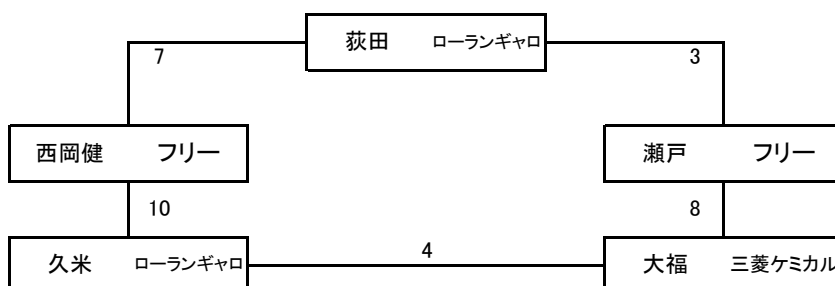 荻田 ローランギャロ
7 3
西岡健 フリー 瀬戸 フリー
10 8
久米 ローランギャロ 4 大福 三菱ケミカル